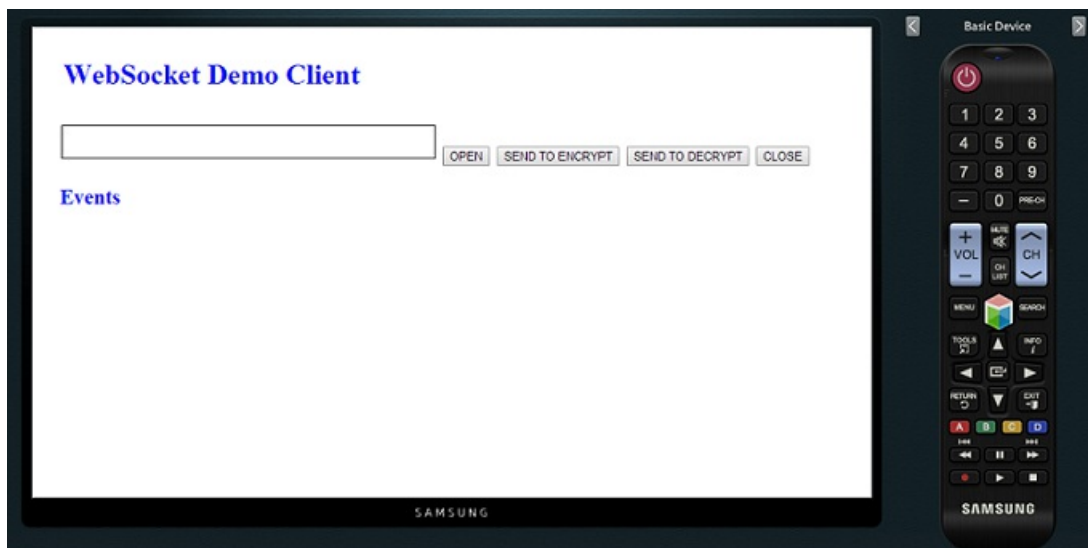 WebSocket Demo Client
OPEN SEND TO ENCRYPT SEND TO DECRYPT CLOSE
Events
SAMSUNG
< Basic Device >
1 2 3
4 5 6
7 8 9
- 0 PRE-CH
+ VOL -
MUTE
CH LIST
CH
MENU SEARCH
TOOLS INFO
i
RETURN EXIT
A B C D
SAMSUNG